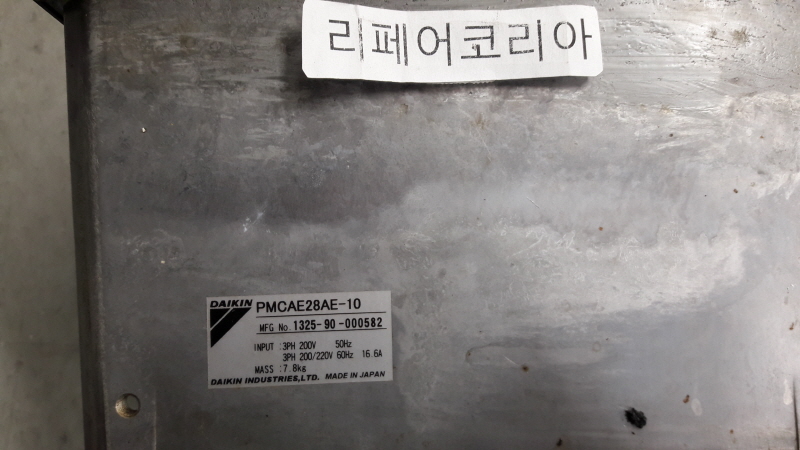 리페어코리아
DAIKIN PMCAE28AE-10
MFG No. 1325-90-000582
INPUT :3PH 200V 50Hz
3PH 200/220V 60Hz 16.6A
MASS :7.8kg
DAIKIN INDUSTRIES,LTD. MADE IN JAPAN